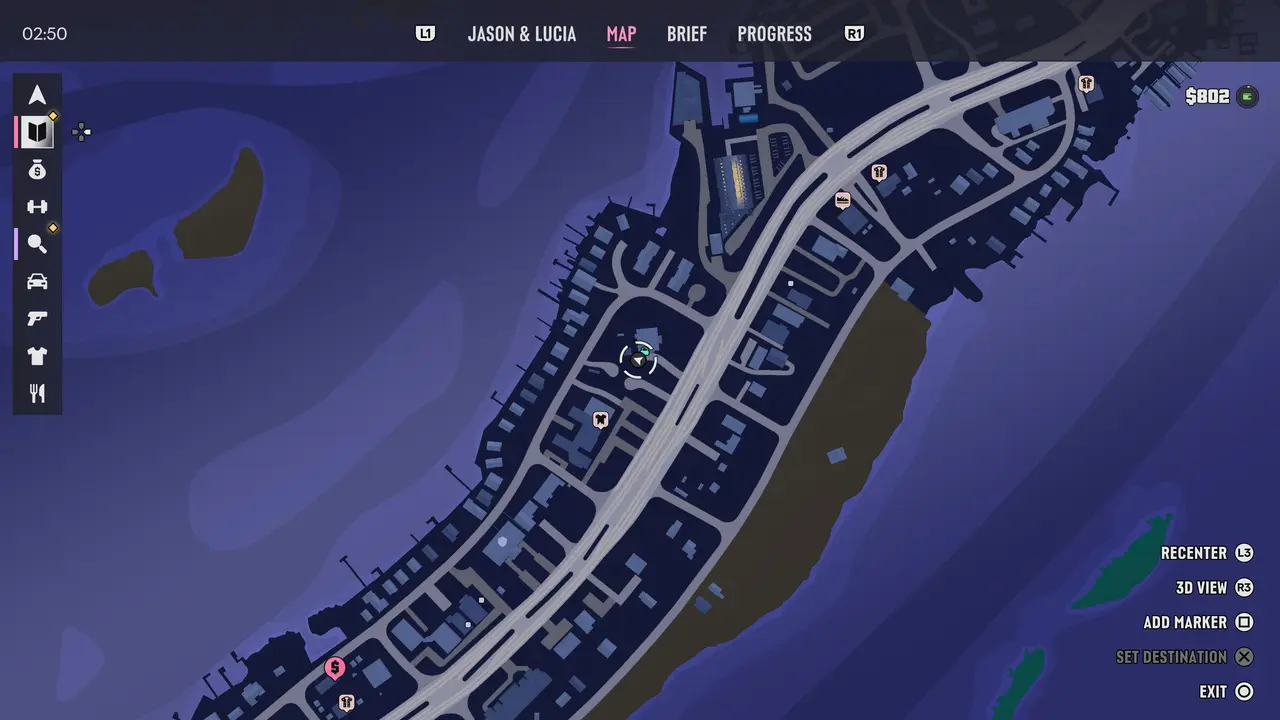 02:50
L1 JASON & LUCIA MAP BRIEF PROGRESS R1
$802
RECENTER L3
3D VIEW R3
ADD MARKER
SET DESTINATION
EXIT